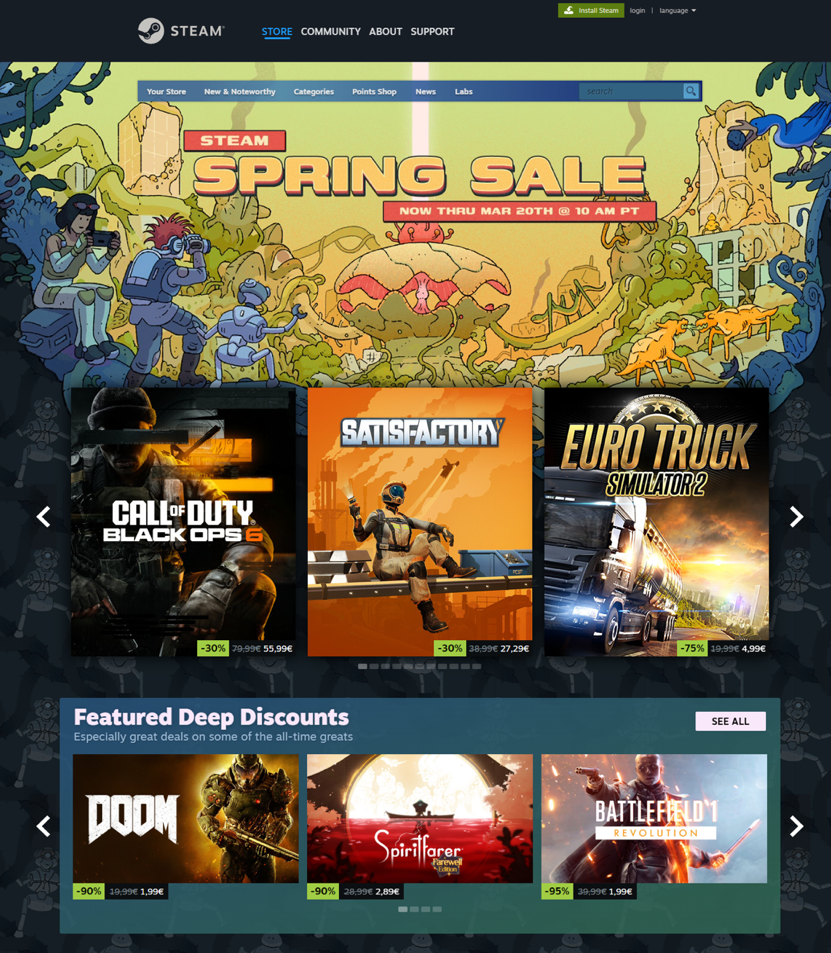 Install Steam login | language
STEAM®
STORE COMMUNITY ABOUT SUPPORT
Your Store New & Noteworthy Categories Points Shop News Labs search
STEAM
SPRING SALE
NOW THRU MAR 20TH @ 10 AM PT
CALL OF DUTY®
BLACK OPS 6
-30% 79,99€ 55,99€
SATISFACTORY
-30% 38,99€ 27,29€
EURO TRUCK
SIMULATOR 2
-75% 19,99€ 4,99€
Featured Deep Discounts
Especially great deals on some of the all-time greats
SEE ALL
DOOM
-90% 19,99€ 1,99€
Spiritfarer
Farewell
Edition
-90% 28,99€ 2,89€
BATTLEFIELD 1
REVOLUTION
-95% 39,99€ 1,99€